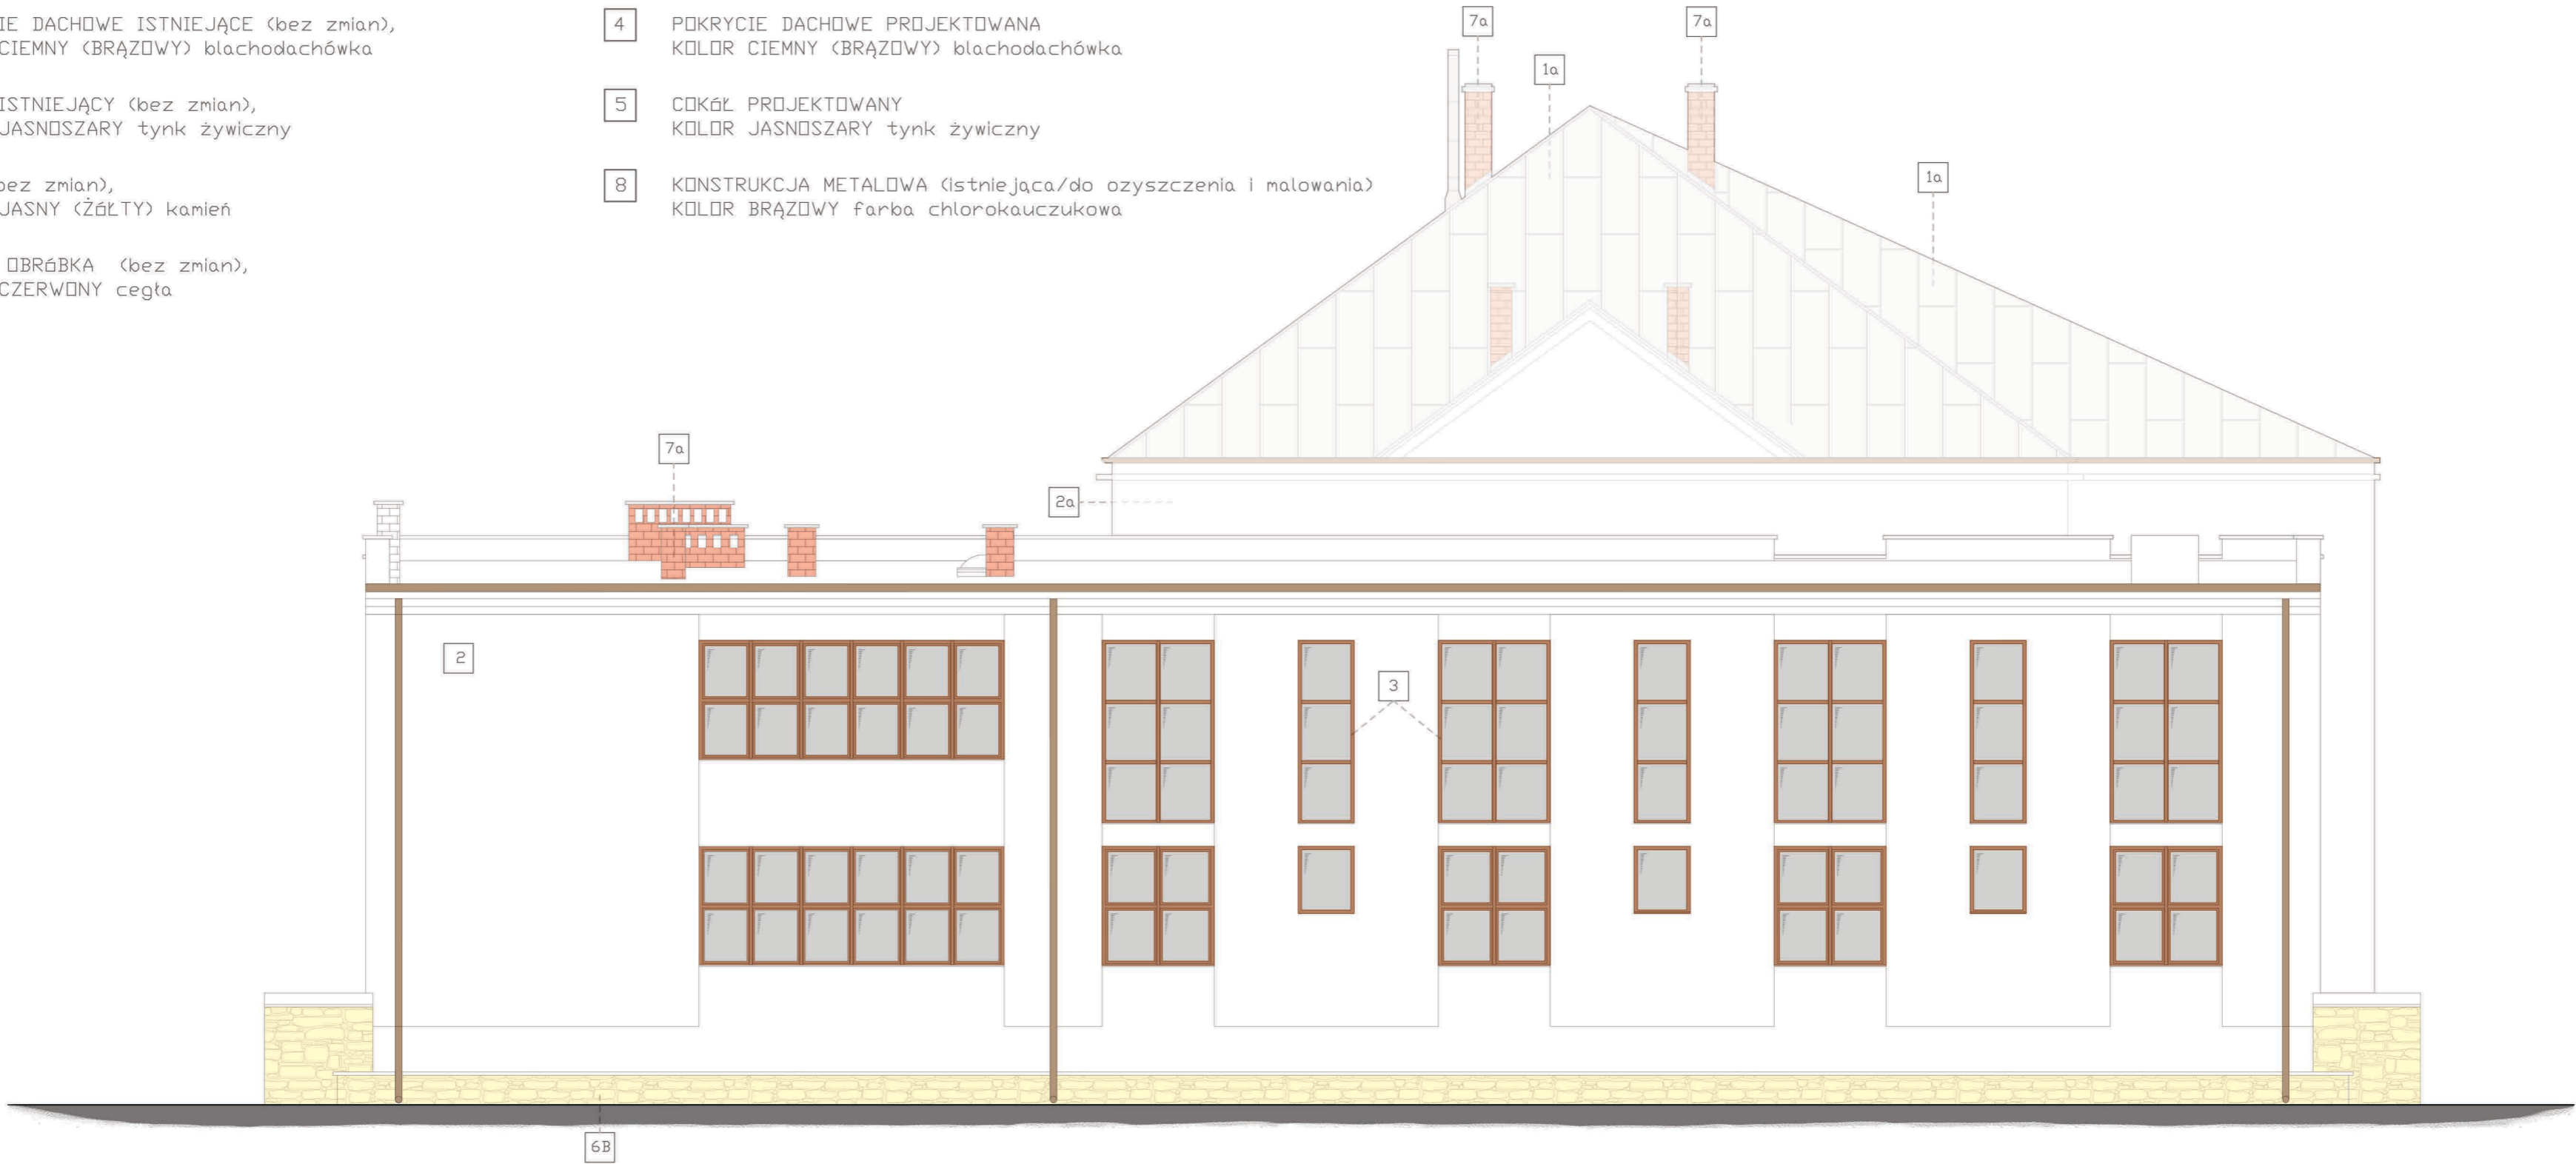 IE DACHOWE ISTNIEJĄCE (bez zmian),
CIEMNY (BRĄZOWY) blachodachówka
ISTNIEJĄCY (bez zmian),
JASNOSZARY tynk żywiczny
bez zmian),
JASNY (ŻÓŁTY) kamień
OBRÓBKA (bez zmian),
CZERWONY cegła
4 POKRYCIE DACHOWE PROJEKTOWANA
KOLOR CIEMNY (BRĄZOWY) blachodachówka
5 COKÓŁ PROJEKTOWANY
KOLOR JASNOSZARY tynk żywiczny
8 KONSTRUKCJA METALOWA (istniejąca/do ozyszczenia i malowania)
KOLOR BRĄZOWY farba chlorokauczukowa
7a
7a
1a
1a
7a
2a
2
3
6B